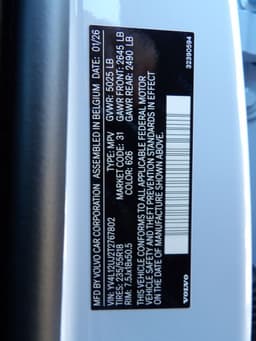 MFD BY VOLVO CAR CORPORATION ASSEMBLED IN BELGIUM DATE: 01/26
VIN: YV4L12UJ2T2767802 TYPE: MPV GVWR: 5025 LB
TIRES: 235/55R18 MARKET CODE: 31 GAWR FRONT: 2645 LB
RIM: 7.5Jx18x50.5 COLOR: 626 GAWR REAR: 2490 LB
THIS VEHICLE CONFORMS TO ALL APPLICABLE FEDERAL MOTOR
VEHICLE SAFETY AND THEFT PREVENTION STANDARDS IN EFFECT
ON THE DATE OF MANUFACTURE SHOWN ABOVE.
VOLVO 32390594